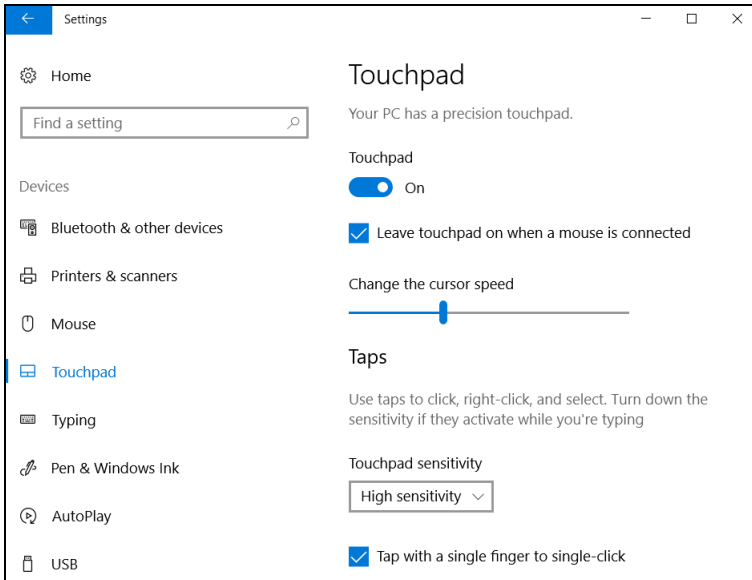 Settings
Home
Find a setting
Devices
Bluetooth & other devices
Printers & scanners
Mouse
Touchpad
Typing
Pen & Windows Ink
AutoPlay
USB
Touchpad
Your PC has a precision touchpad.
Touchpad
On
Leave touchpad on when a mouse is connected
Change the cursor speed
Taps
Use taps to click, right-click, and select. Turn down the
sensitivity if they activate while you're typing
Touchpad sensitivity
High sensitivity
Tap with a single finger to single-click